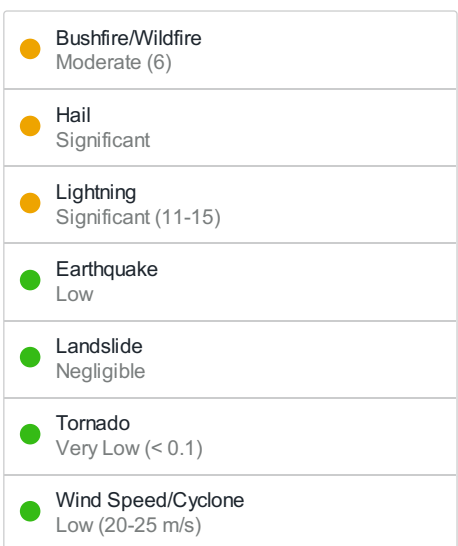 Bushfire/Wildfire
Moderate (6)
Hail
Significant
Lightning
Significant (11-15)
Earthquake
Low
Landslide
Negligible
Tornado
Very Low (< 0.1)
Wind Speed/Cyclone
Low (20-25 m/s)